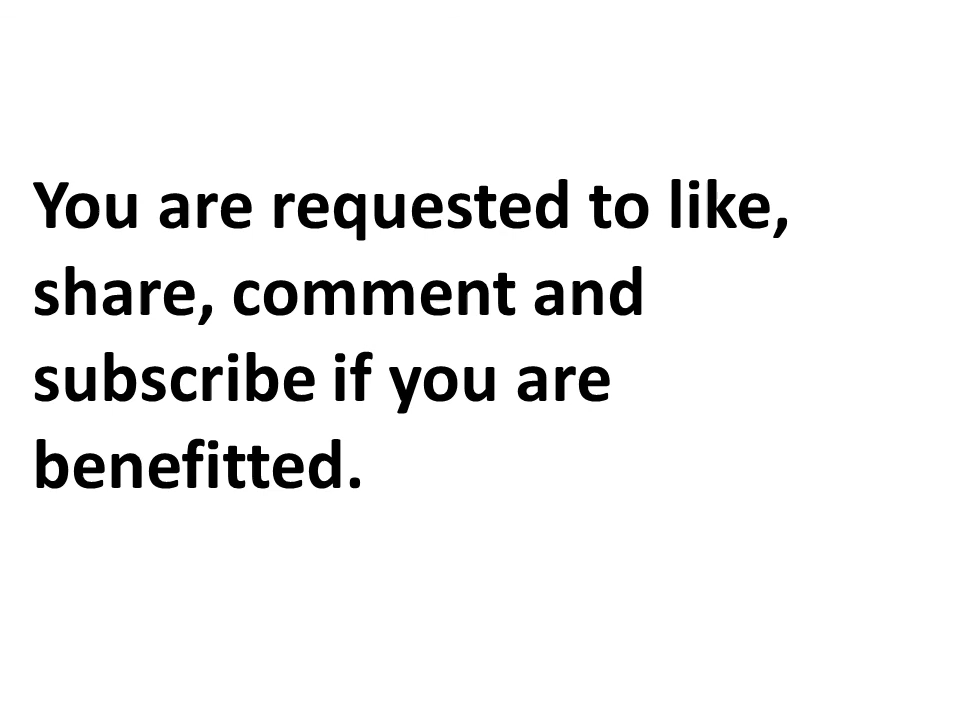 You are requested to like,
share, comment and
subscribe if you are
benefitted.